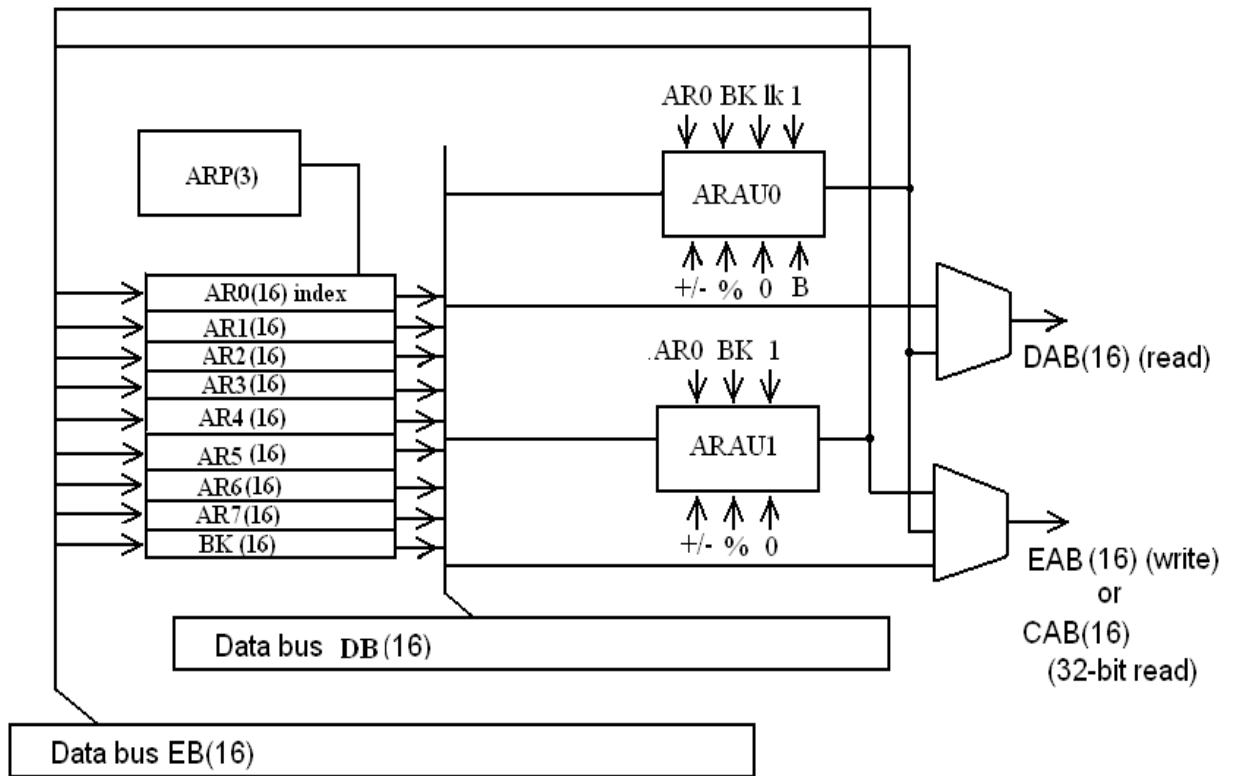 AR0 BK lk 1
ARP(3)
ARAU0
+/- % 0 B
AR0(16) index
AR1(16)
AR2(16)
AR3(16)
AR4(16)
AR5 (16)
AR6(16)
AR7(16)
BK (16)
.AR0 BK 1
ARAU1
+/- % 0
DAB(16) (read)
EAB (16) (write)
or
CAB(16)
(32-bit read)
Data bus DB(16)
Data bus EB(16)